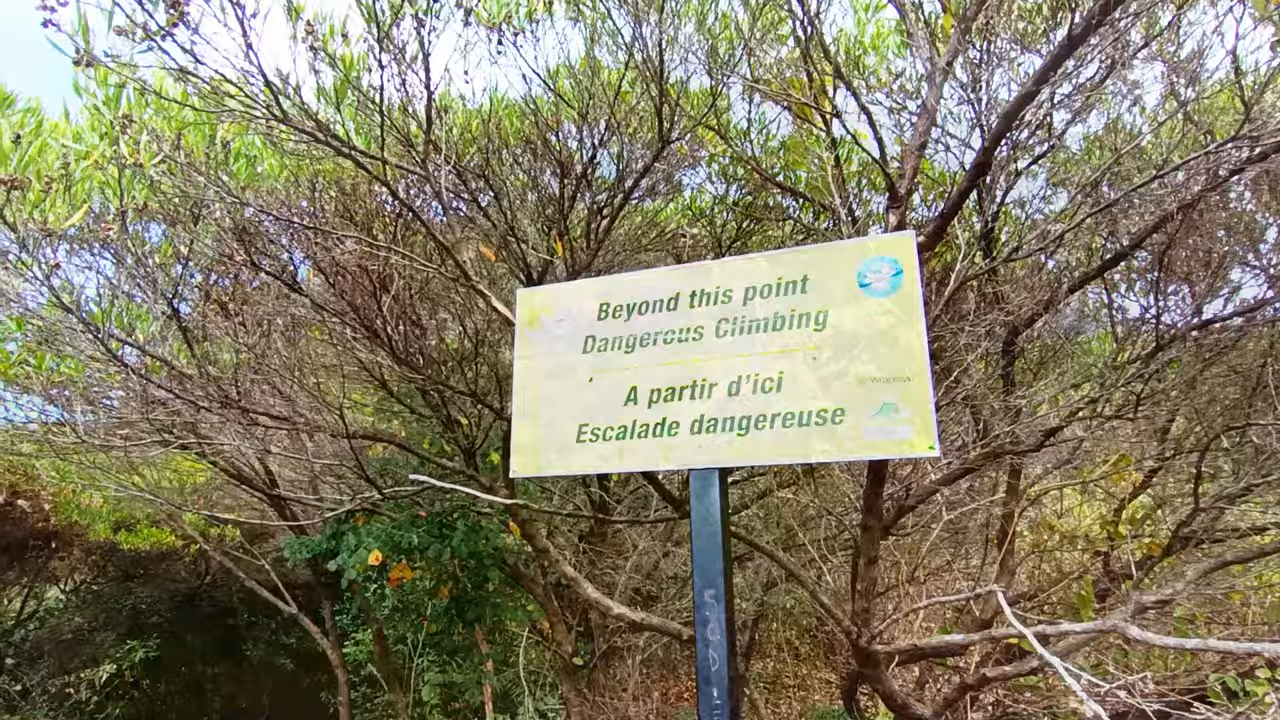 Beyond this point
Dangerous Climbing
A partir d'ici
Escalade dangereuse